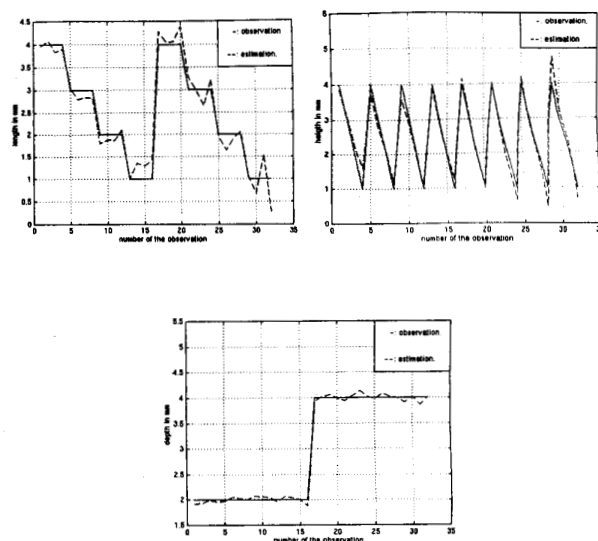 4.5
4
3.5
3
2.5
2
1.5
1
0.5
0
0 5 10 15 20 25 30 35
length in mm
number of the observation
-: observation
--: estimation.
6
5
4
3
2
1
0
0 5 10 15 20 25 30 35
heigth in mm
number of the observation
-: observation
--: estimation
5.5
5
4.5
4
3.5
3
2.5
2
1.5
0 5 10 15 20 25 30 35
depth in mm
number of the observation
-: observation.
--: estimation.